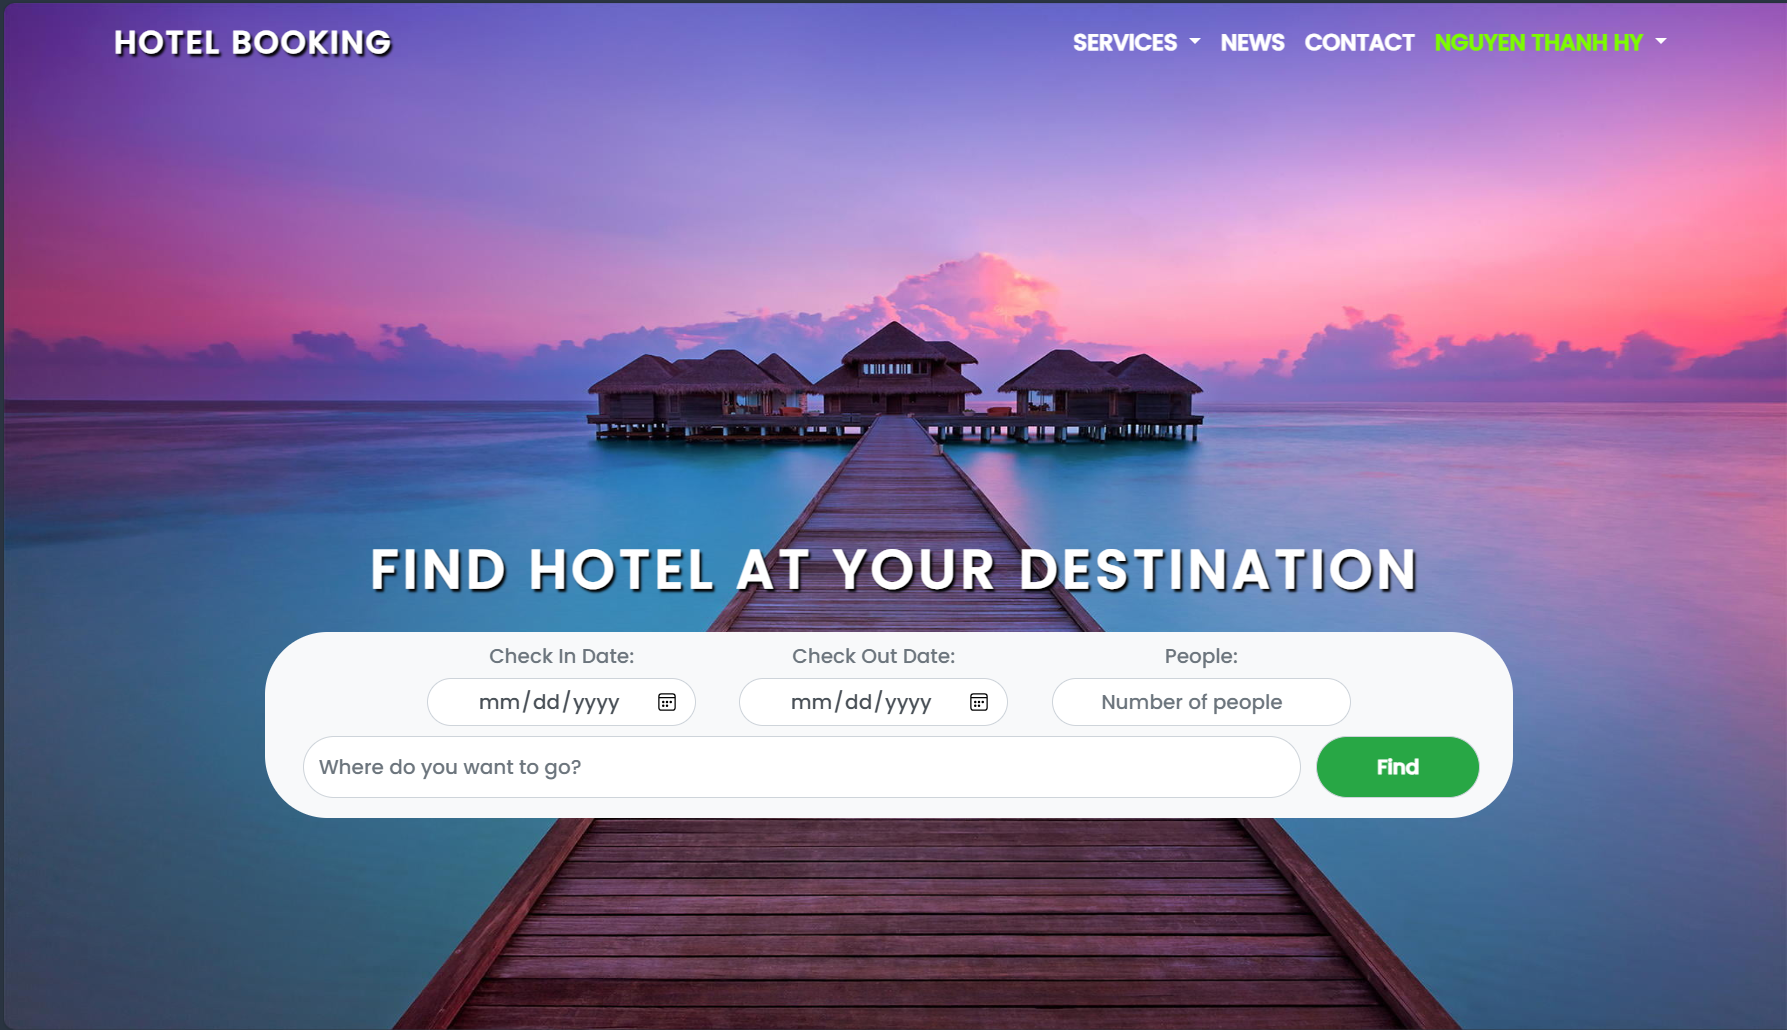 HOTEL BOOKING
SERVICES NEWS CONTACT NGUYEN THANH HY
FIND HOTEL AT YOUR DESTINATION
Check In Date: Check Out Date: People:
mm/dd/yyyy mm/dd/yyyy Number of people
Where do you want to go? Find